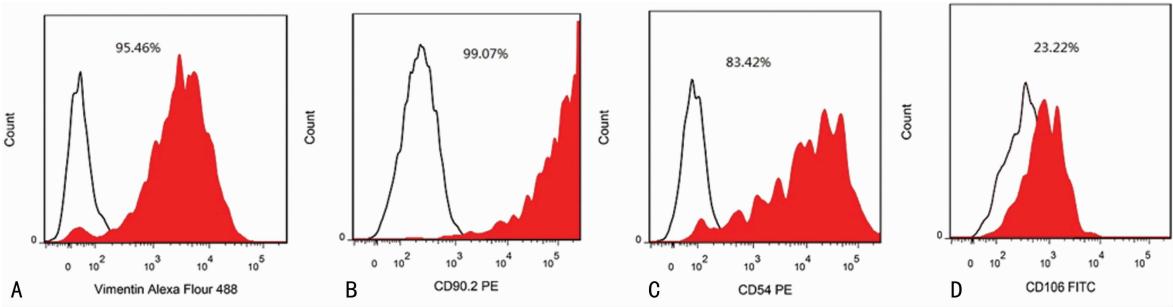 95.46%
Count
0
0 10^2 10^3 10^4 10^5
A Vimentin Alexa Flour 488
99.07%
Count
0
0 10^2 10^3 10^4 10^5
B CD90.2 PE
83.42%
Count
0
0 10^2 10^3 10^4 10^5
C CD54 PE
23.22%
Count
0
0 10^2 10^3 10^4 10^5
D CD106 FITC